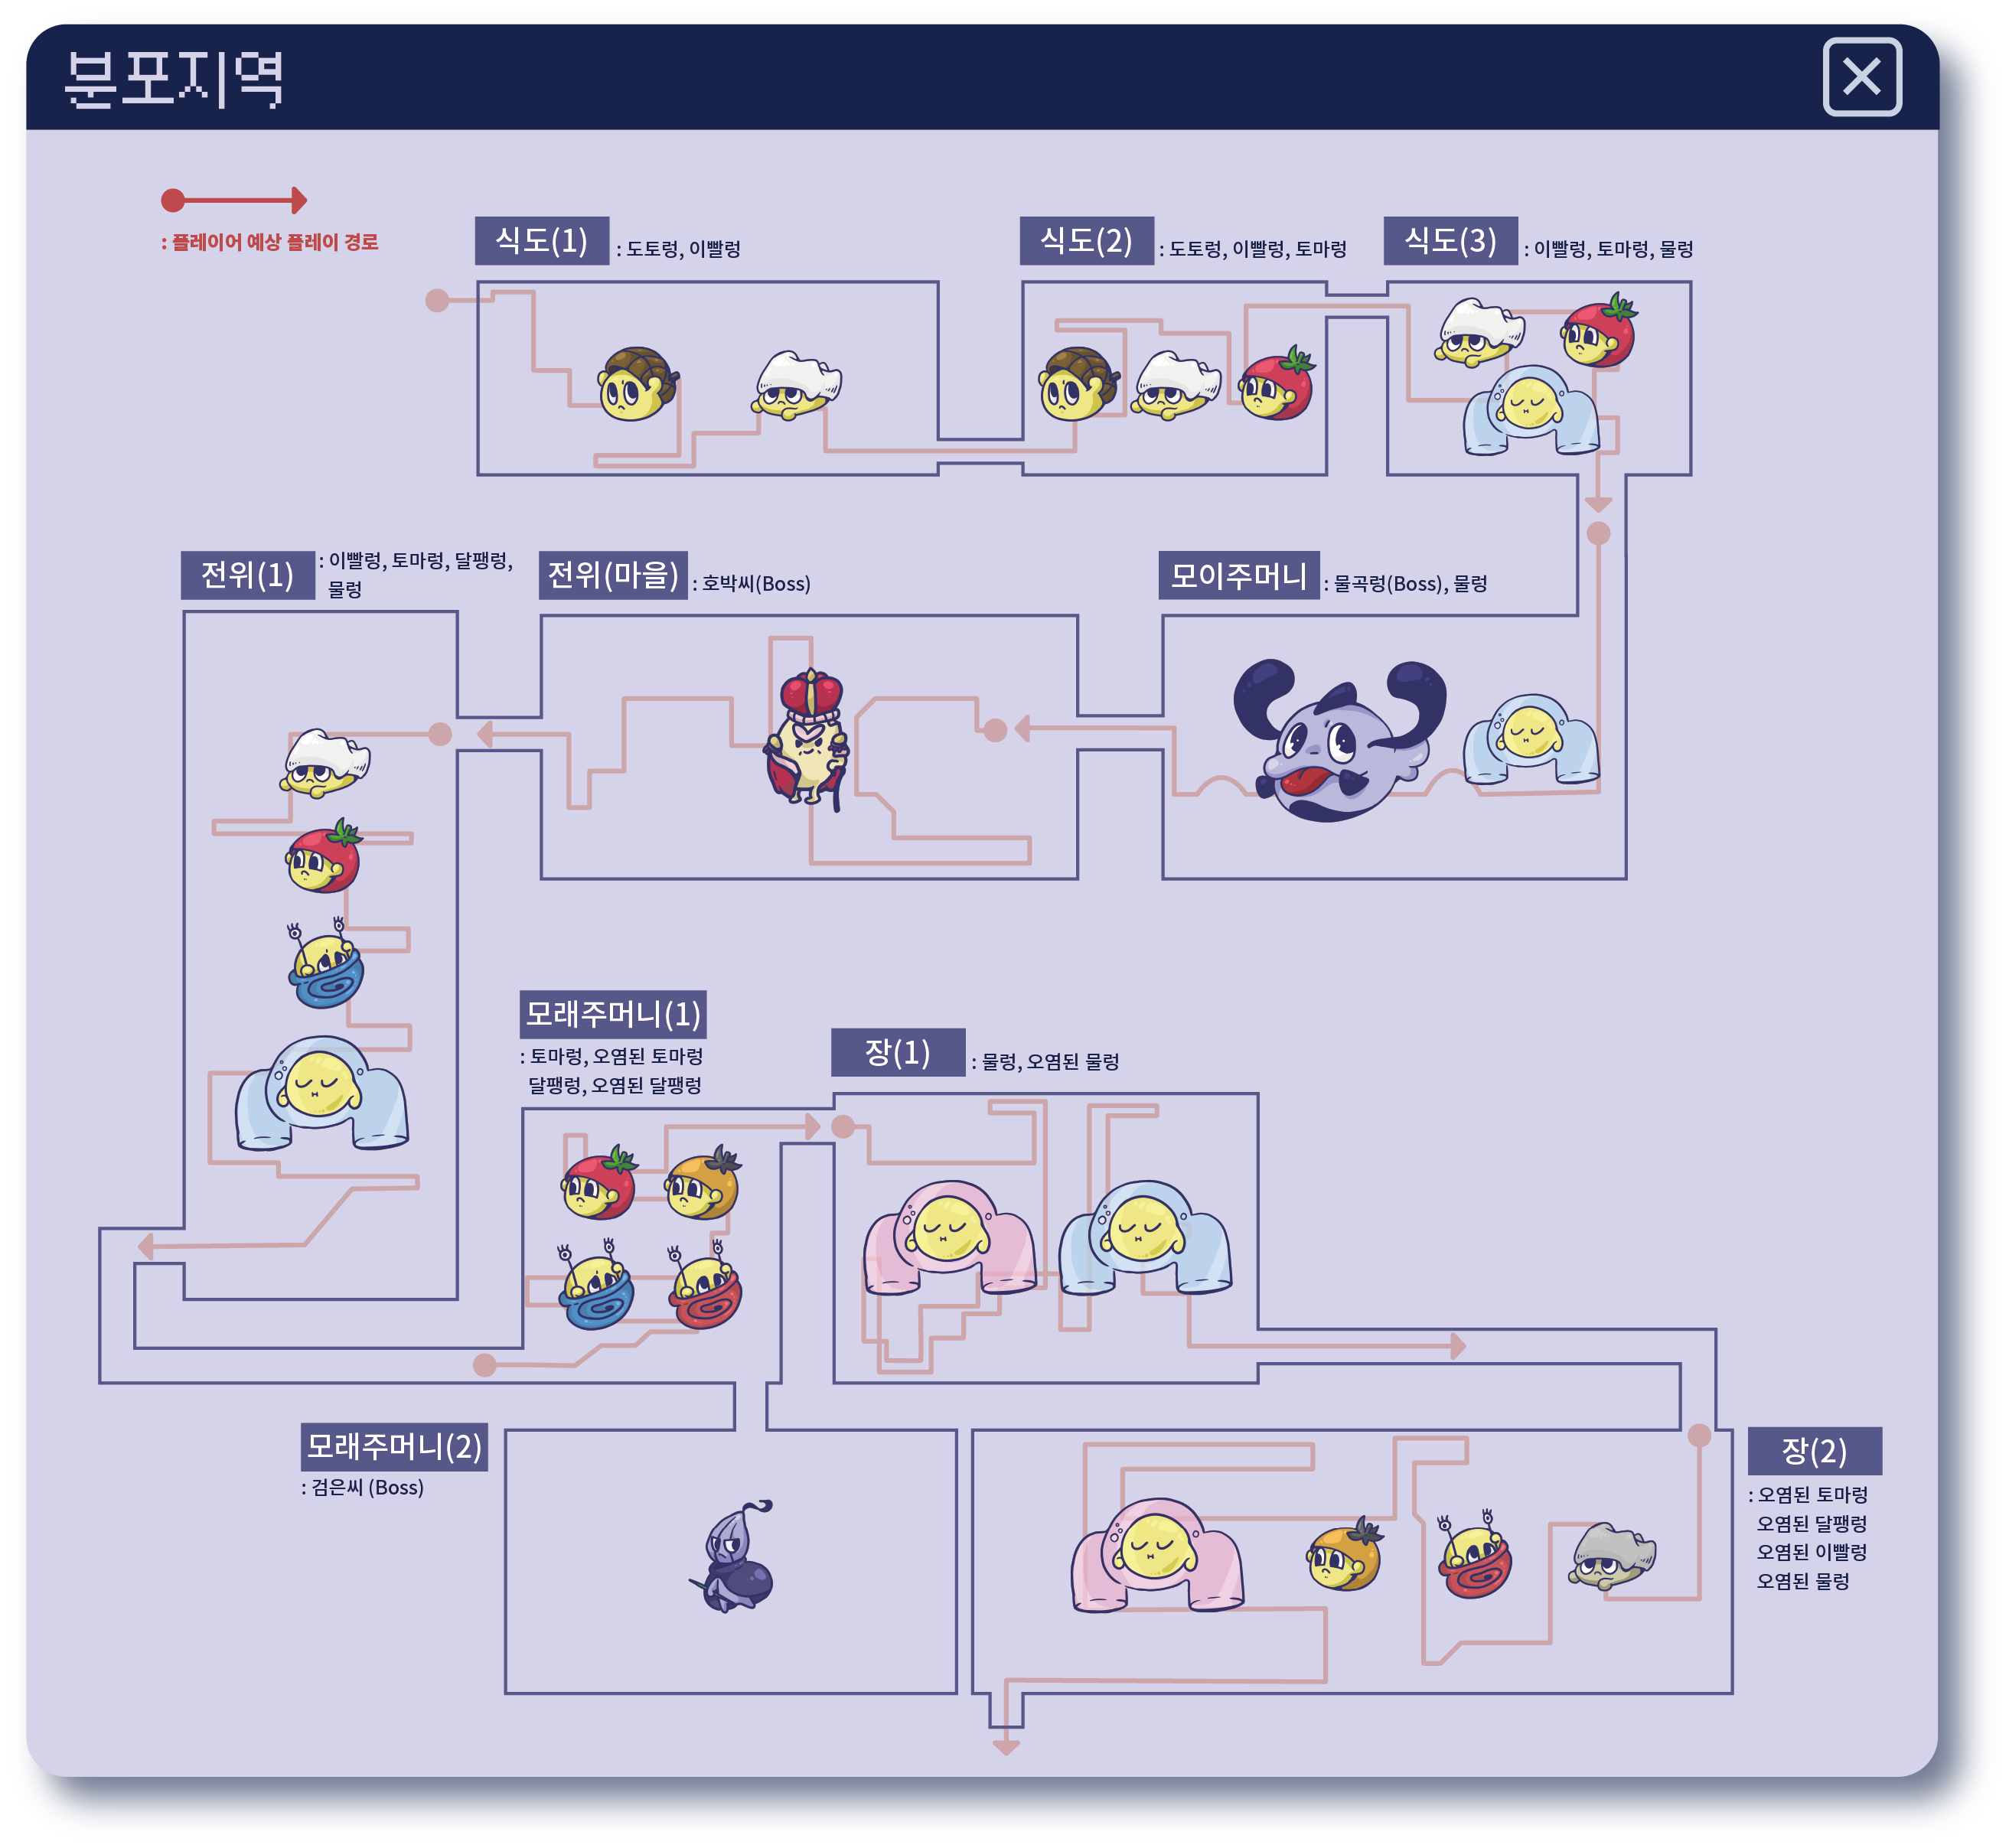 분포지역
: 플레이어 예상 플레이 경로
식도(1) : 도토렁, 이빨렁
식도(2) : 도토렁, 이빨렁, 토마렁
식도(3) : 이빨렁, 토마렁, 물렁
전위(1) : 이빨렁, 토마렁, 달팽렁,
물렁
전위(마을) : 호박씨(Boss)
모이주머니 : 물곡렁(Boss), 물렁
모래주머니(1)
: 토마렁, 오염된 토마렁
달팽렁, 오염된 달팽렁
장(1) : 물렁, 오염된 물렁
모래주머니(2)
: 검은씨 (Boss)
장(2)
: 오염된 토마렁
오염된 달팽렁
오염된 이빨렁
오염된 물렁